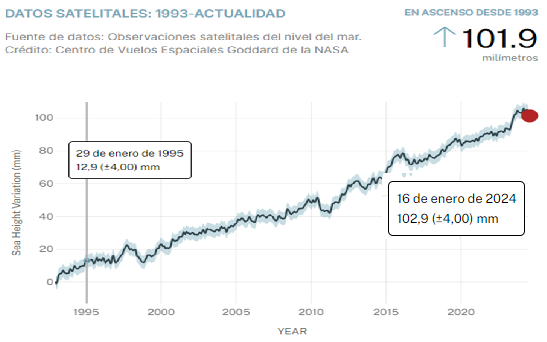 DATOS SATELITALES: 1993-ACTUALIDAD
Fuente de datos: Observaciones satelitales del nivel del mar.
Crédito: Centro de Vuelos Espaciales Goddard de la NASA
EN ASCENSO DESDE 1993
↑ 101.9
milímetros
Sea Height Variation (mm)
100
80
60
40
20
0
29 de enero de 1995
12,9 (±4,00) mm
16 de enero de 2024
102,9 (±4,00) mm
1995
2000
2005
2010
2015
2020
YEAR